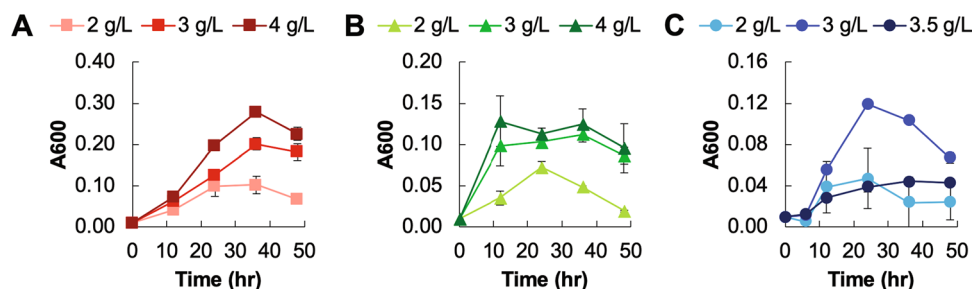 A 2 g/L 3 g/L 4 g/L
0.40
0.30
0.20
0.10
0.00
A600
0 10 20 30 40 50
Time (hr)
B 2 g/L 3 g/L 4 g/L
0.20
0.15
0.10
0.05
0.00
A600
0 10 20 30 40 50
Time (hr)
C 2 g/L 3 g/L 3.5 g/L
0.16
0.12
0.08
0.04
0.00
A600
0 10 20 30 40 50
Time (hr)